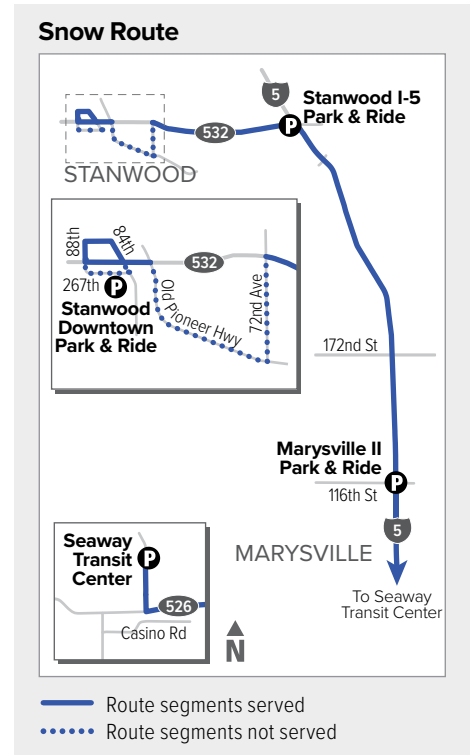 Snow Route
5
Stanwood I-5
Park & Ride
P
532
STANWOOD
88th
84th
532
267th
P
Stanwood
Downtown
Park & Ride
Old Pioneer Hwy
72nd Ave
172nd St
Marysville II
Park & Ride
P
116th St
5
MARYSVILLE
To Seaway
Transit Center
Seaway
Transit
Center
P
526
Casino Rd
N
Route segments served
Route segments not served